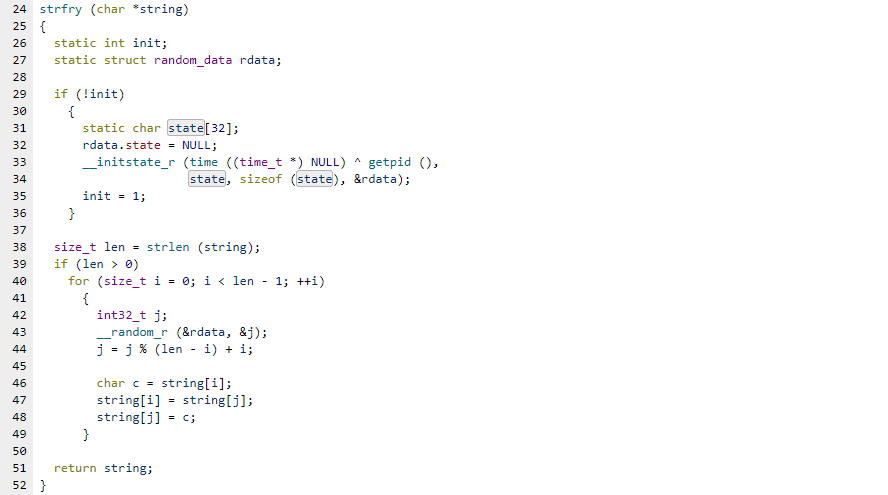 24 strfry (char *string)
25 {
26   static int init;
27   static struct random_data rdata;
28
29   if (!init)
30     {
31       static char state[32];
32       rdata.state = NULL;
33       __initstate_r (time ((time_t *) NULL) ^ getpid (),
34                      state, sizeof (state), &rdata);
35       init = 1;
36     }
37
38   size_t len = strlen (string);
39   if (len > 0)
40     for (size_t i = 0; i < len - 1; ++i)
41       {
42         int32_t j;
43         __random_r (&rdata, &j);
44         j = j % (len - i) + i;
45
46         char c = string[i];
47         string[i] = string[j];
48         string[j] = c;
49       }
50
51   return string;
52 }